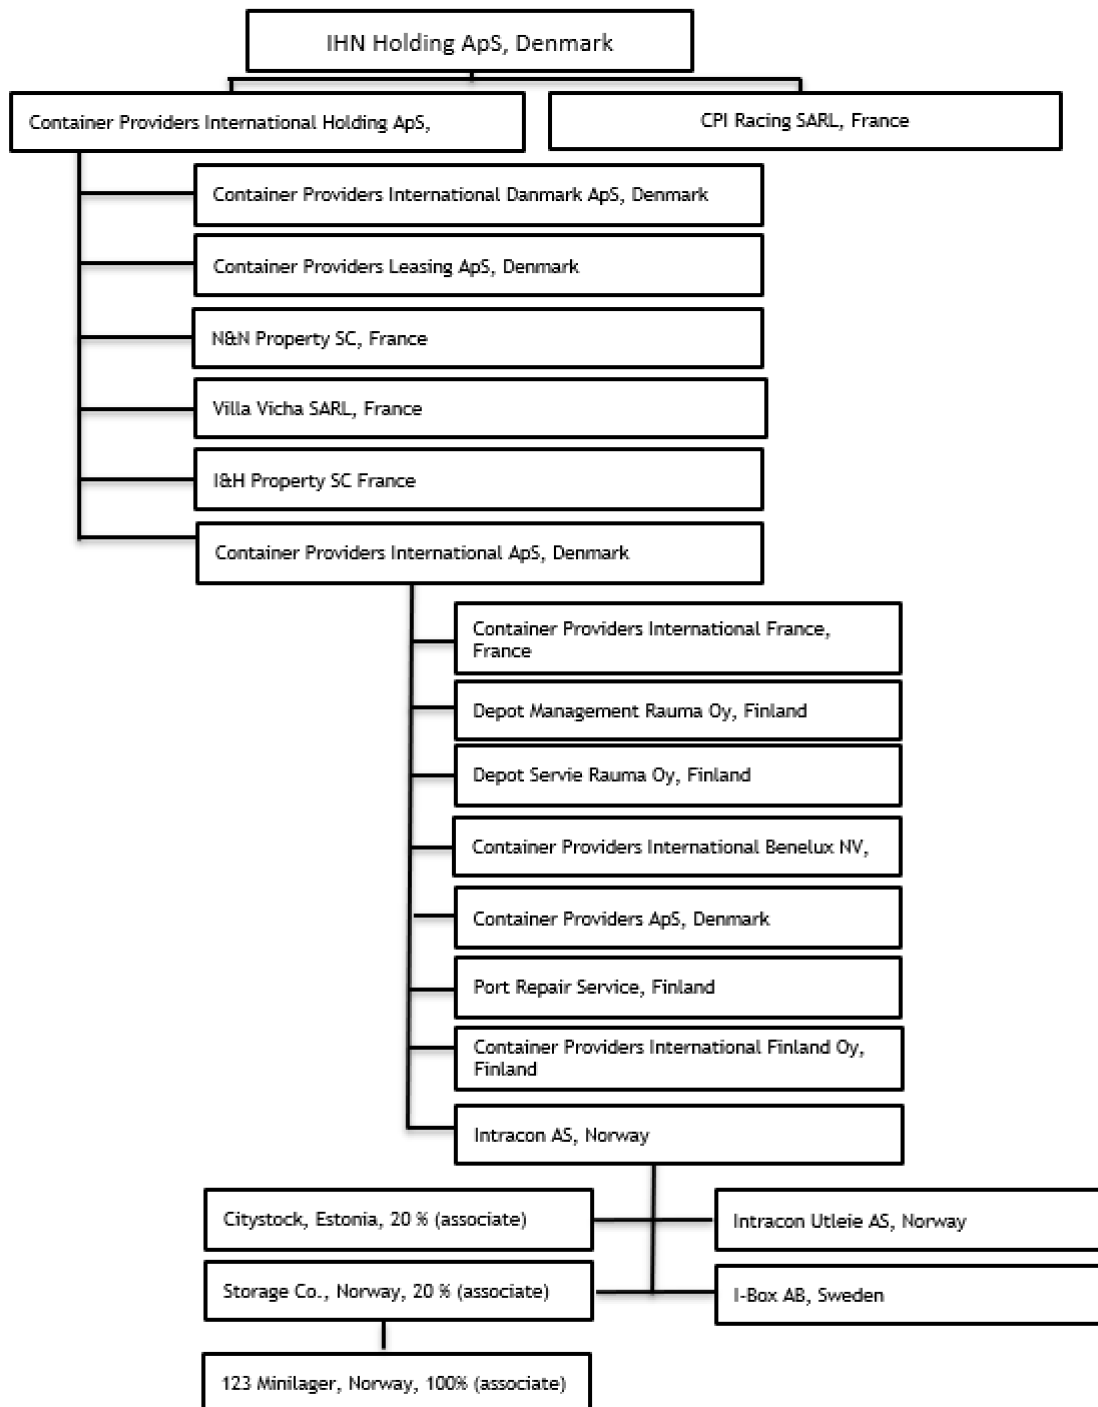 IHN Holding ApS, Denmark
Container Providers International Holding ApS,
CPI Racing SARL, France
Container Providers International Danmark ApS, Denmark
Container Providers Leasing ApS, Denmark
N&N Property SC, France
Villa Vicha SARL, France
I&H Property SC France
Container Providers International ApS, Denmark
Container Providers International France,
France
Depot Management Rauma Oy, Finland
Depot Servie Rauma Oy, Finland
Container Providers International Benelux NV,
Container Providers ApS, Denmark
Port Repair Service, Finland
Container Providers International Finland Oy,
Finland
Intracon AS, Norway
Citystock, Estonia, 20 % (associate)
Intracon Utleie AS, Norway
Storage Co., Norway, 20 % (associate)
I-Box AB, Sweden
123 Minilager, Norway, 100% (associate)